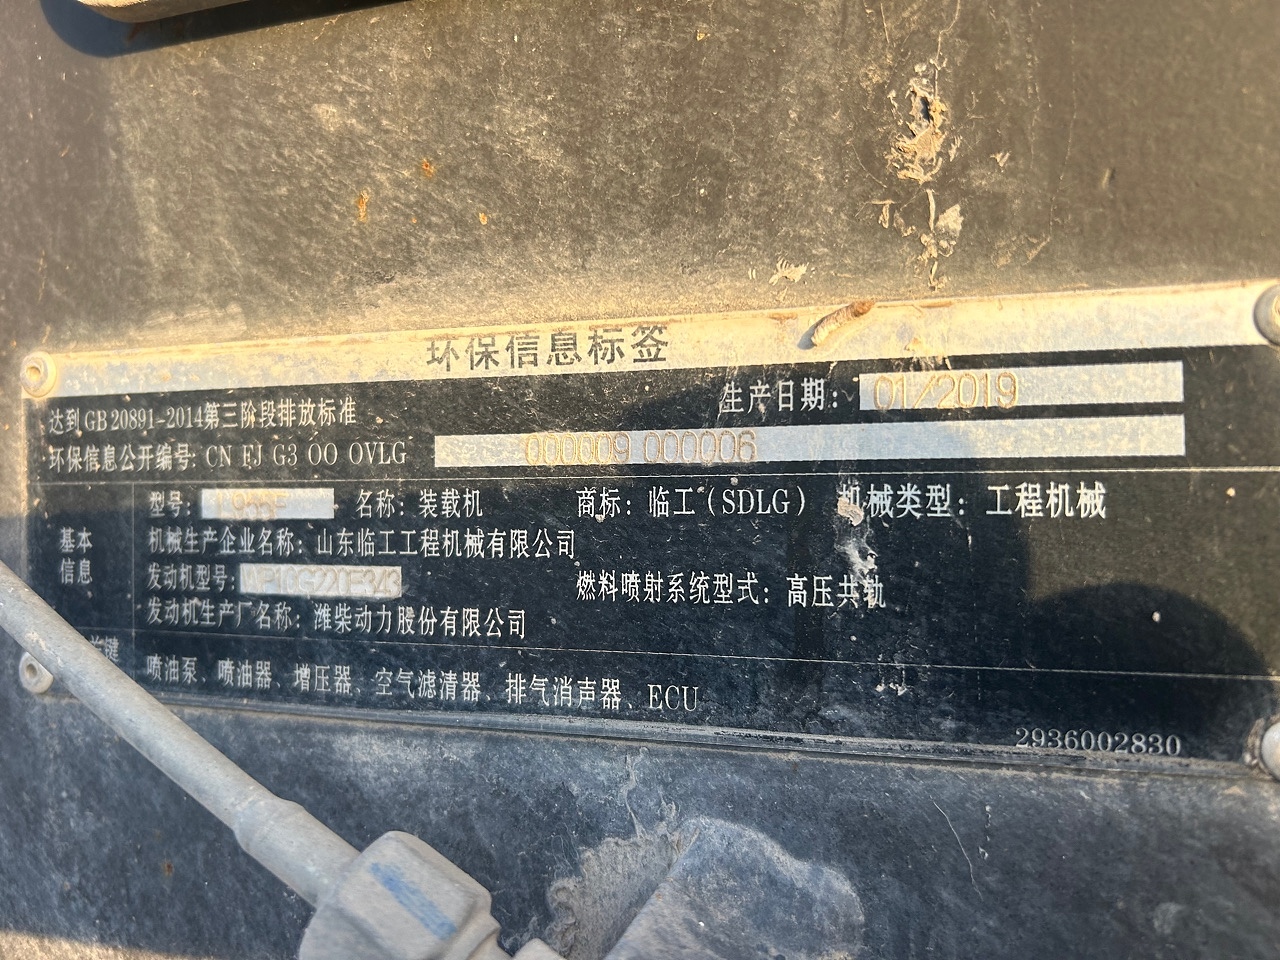 环保信息标签
生产日期: 01/2019
达到GB 20891-2014第三阶段排放标准
环保信息公开编号: CN FJ G3 OO OVLG 000009 000006
型号: L955F 名称: 装载机 商标: 临工(SDLG) 机械类型: 工程机械
基本信息
机械生产企业名称: 山东临工工程机械有限公司
发动机型号: WP10G220E343 燃料喷射系统型式: 高压共轨
发动机生产厂名称: 潍柴动力股份有限公司
喷油泵、喷油器、增压器、空气滤清器、排气消声器、ECU
2936002830